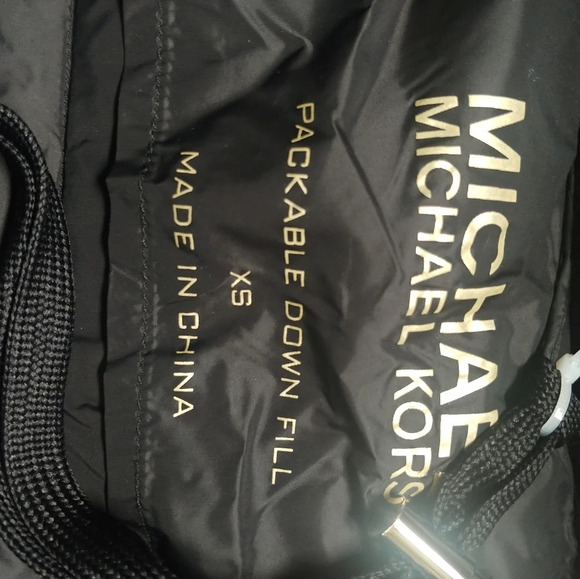 MICHAE
MICHAEL KORS
PACKABLE DOWN FILL
XS
MADE IN CHINA